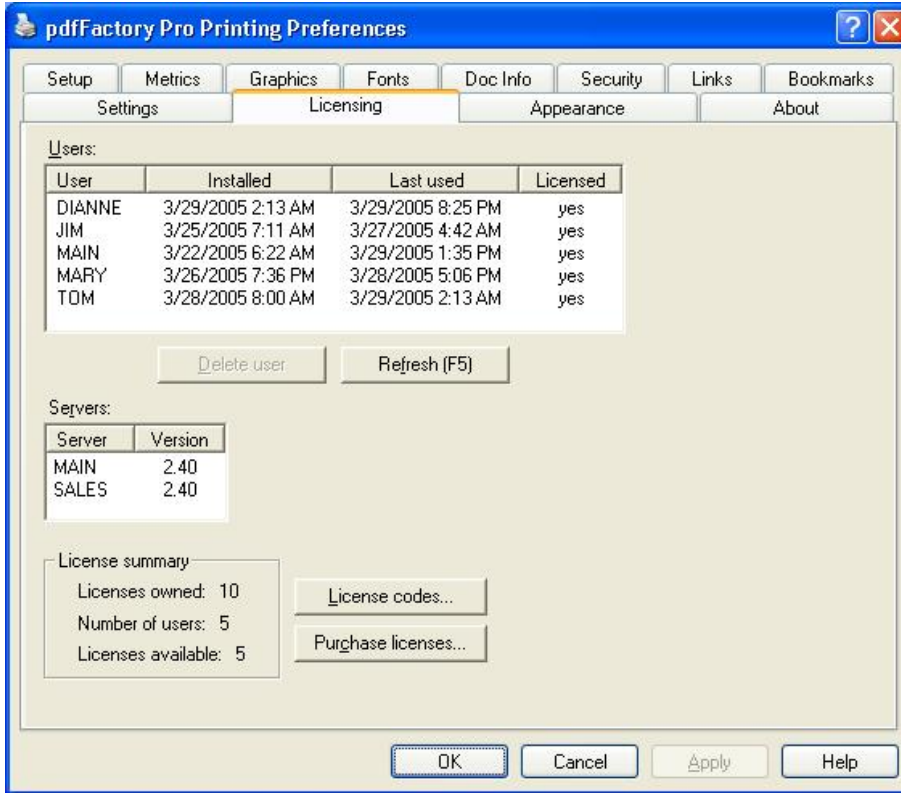 pdfFactory Pro Printing Preferences
Setup Metrics Graphics Fonts Doc Info Security Links Bookmarks
Settings Licensing Appearance About
Users:
User Installed Last used Licensed
DIANNE 3/29/2005 2:13 AM 3/29/2005 8:25 PM yes
JIM 3/25/2005 7:11 AM 3/27/2005 4:42 AM yes
MAIN 3/22/2005 6:22 AM 3/29/2005 1:35 PM yes
MARY 3/26/2005 7:36 PM 3/28/2005 5:06 PM yes
TOM 3/28/2005 8:00 AM 3/29/2005 2:13 AM yes
Delete user Refresh (F5)
Servers:
Server Version
MAIN 2.40
SALES 2.40
License summary
Licenses owned: 10
Number of users: 5
Licenses available: 5
License codes...
Purchase licenses...
OK Cancel Apply Help